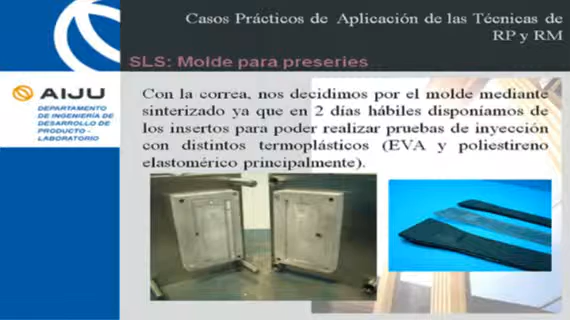 Casos Prácticos de Aplicación de las Técnicas de
RP y RM
SLS: Molde para preseries
AIJU
DEPARTAMENTO
DE INGENIERÍA DE
DESARROLLO DE
PRODUCTO -
LABORATORIO
Con la correa, nos decidimos por el molde mediante
sinterizado ya que en 2 días hábiles disponíamos de
los insertos para poder realizar pruebas de inyección
con distintos termoplásticos (EVA y poliestireno
elastomérico principalmente).